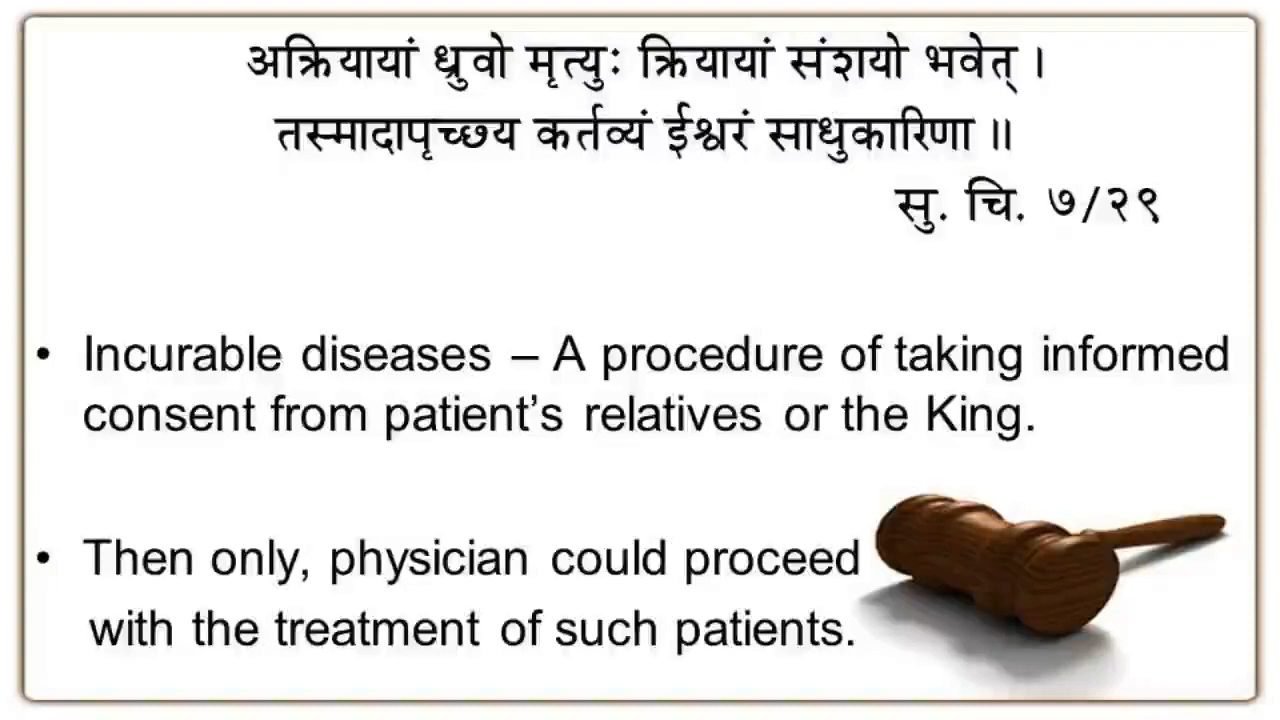 अक्रियायां ध्रुवो मृत्युः क्रियायां संशयो भवेत् ।
तस्मादापृच्छ्य कर्तव्यं ईश्वरं साधुकारिणा ॥
सु. चि. ७/२९
• Incurable diseases – A procedure of taking informed
consent from patient’s relatives or the King.
• Then only, physician could proceed
with the treatment of such patients.